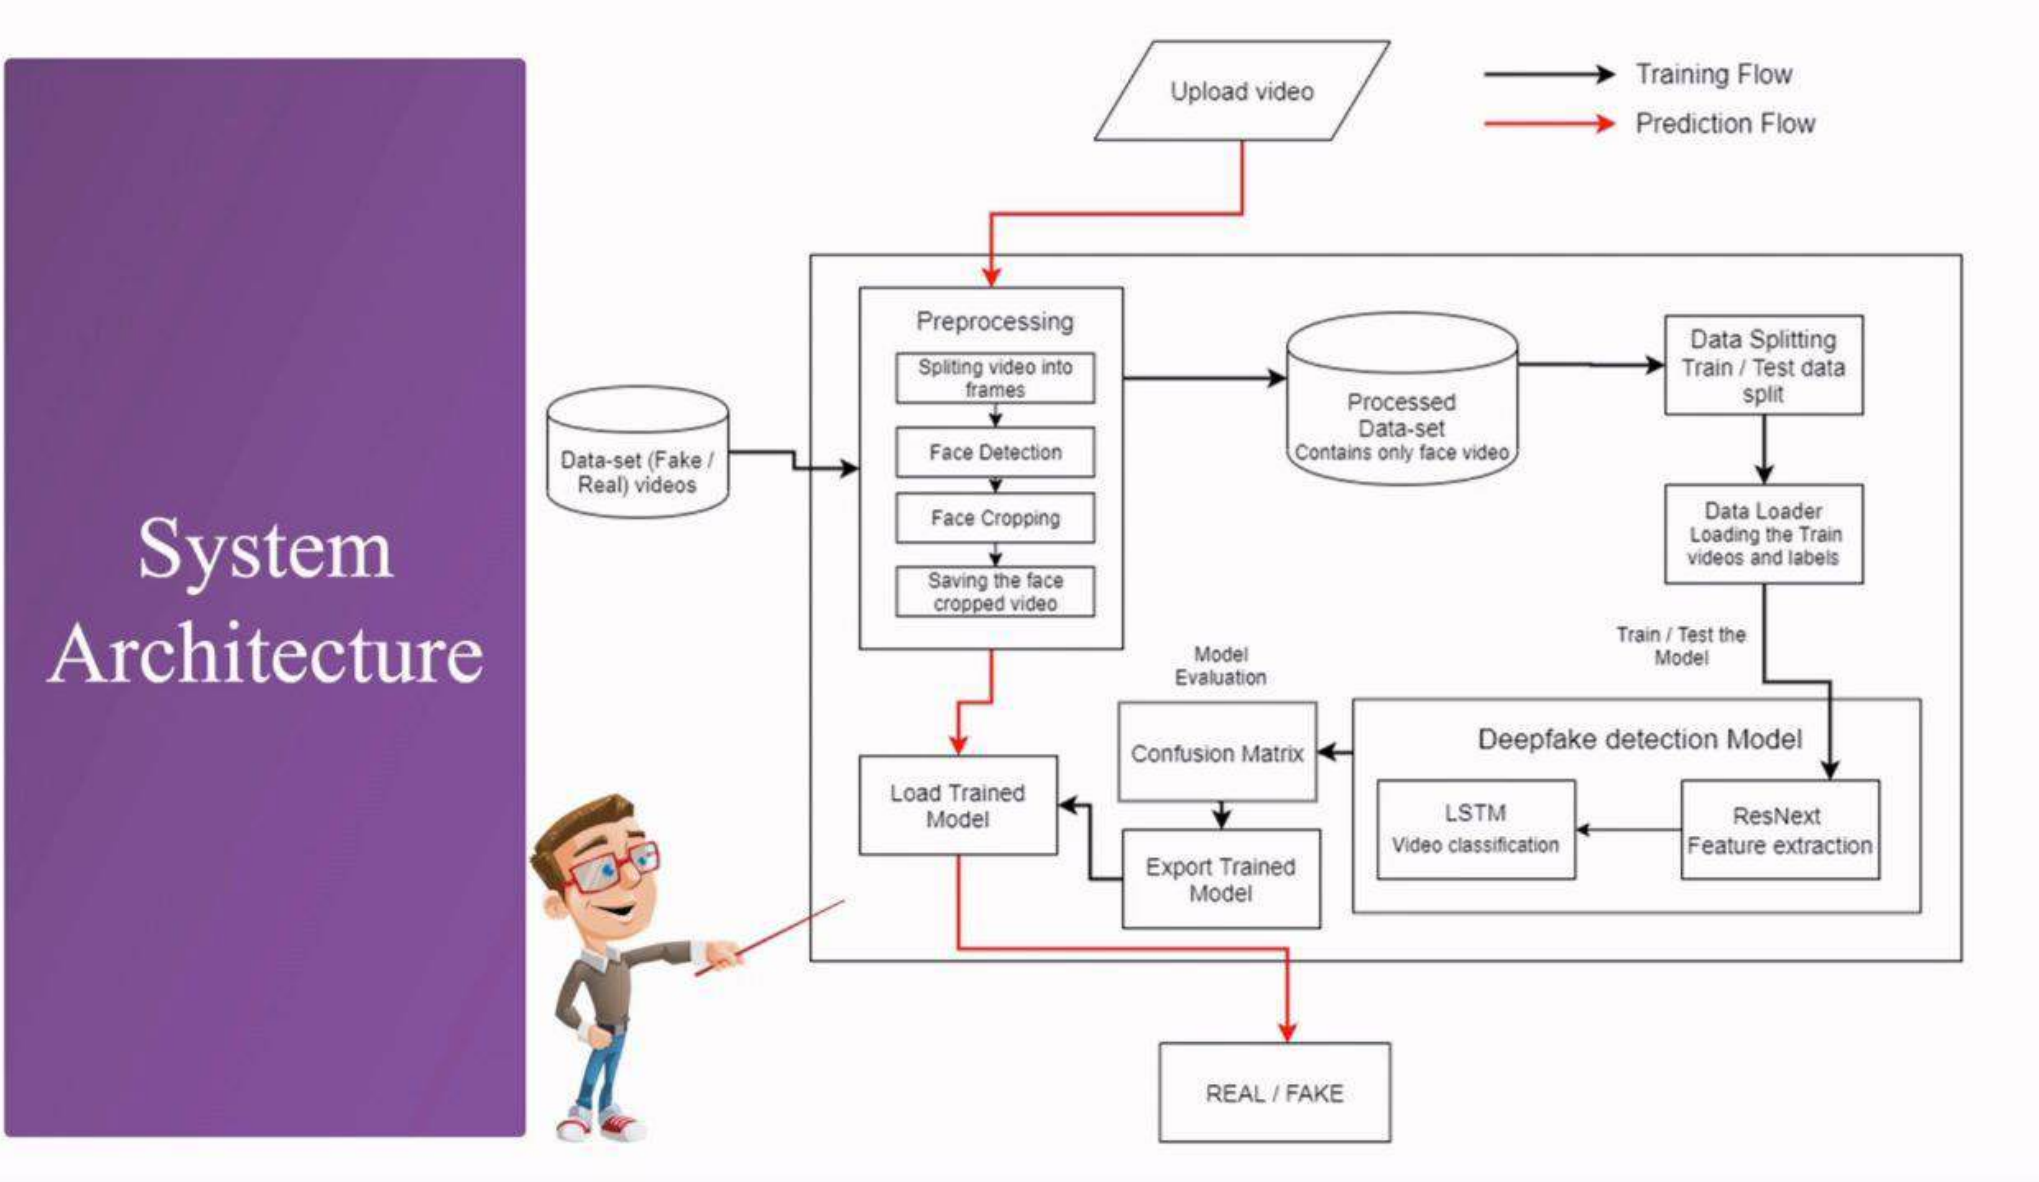 System
Architecture
Upload video
Training Flow
Prediction Flow
Data-set (Fake /
Real) videos
Preprocessing
Spliting video into
frames
Face Detection
Face Cropping
Saving the face
cropped video
Processed
Data-set
Contains only face video
Data Splitting
Train / Test data
split
Data Loader
Loading the Train
videos and labels
Train / Test the
Model
Deepfake detection Model
ResNext
Feature extraction
LSTM
Video classification
Model
Evaluation
Confusion Matrix
Export Trained
Model
Load Trained
Model
REAL / FAKE